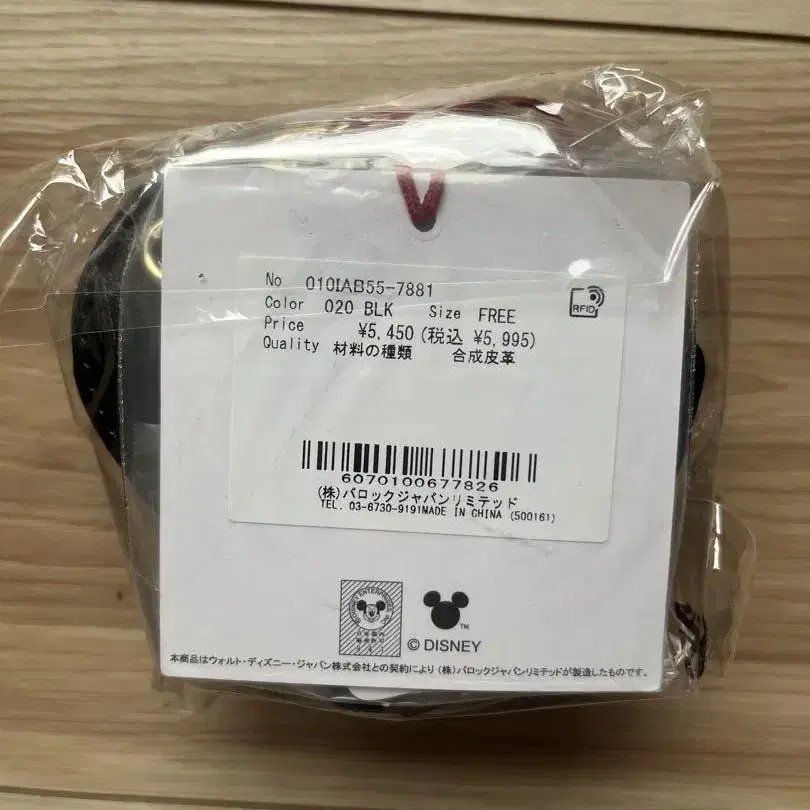 No. 010IAB55-7881
Color 020 BLK Size FREE
Price ¥5,450(税込 ¥5,995)
Quality 材料の種類 合成皮革
RFID
6070100677826
(株)バロックジャパンリミテッド
TEL. 03-6730-9191MADE IN CHINA (500161)
TM
© DISNEY
本商品はウォルト・ディズニー・ジャパン株式会社との契約により(株)バロックジャパンリミテッドが製造したものです。